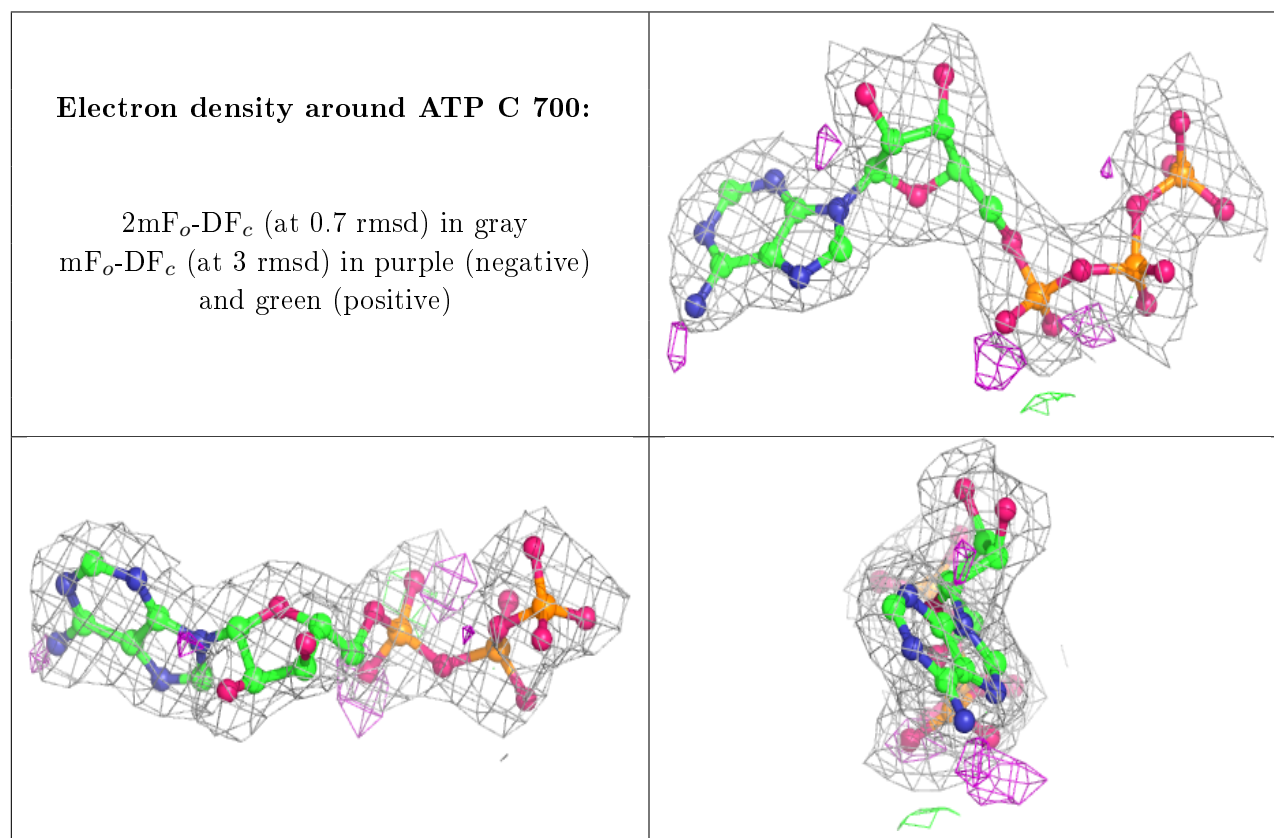 Electron density around ATP C 700:
2mFo-DFc (at 0.7 rmsd) in gray
mFo-DFc (at 3 rmsd) in purple (negative)
and green (positive)